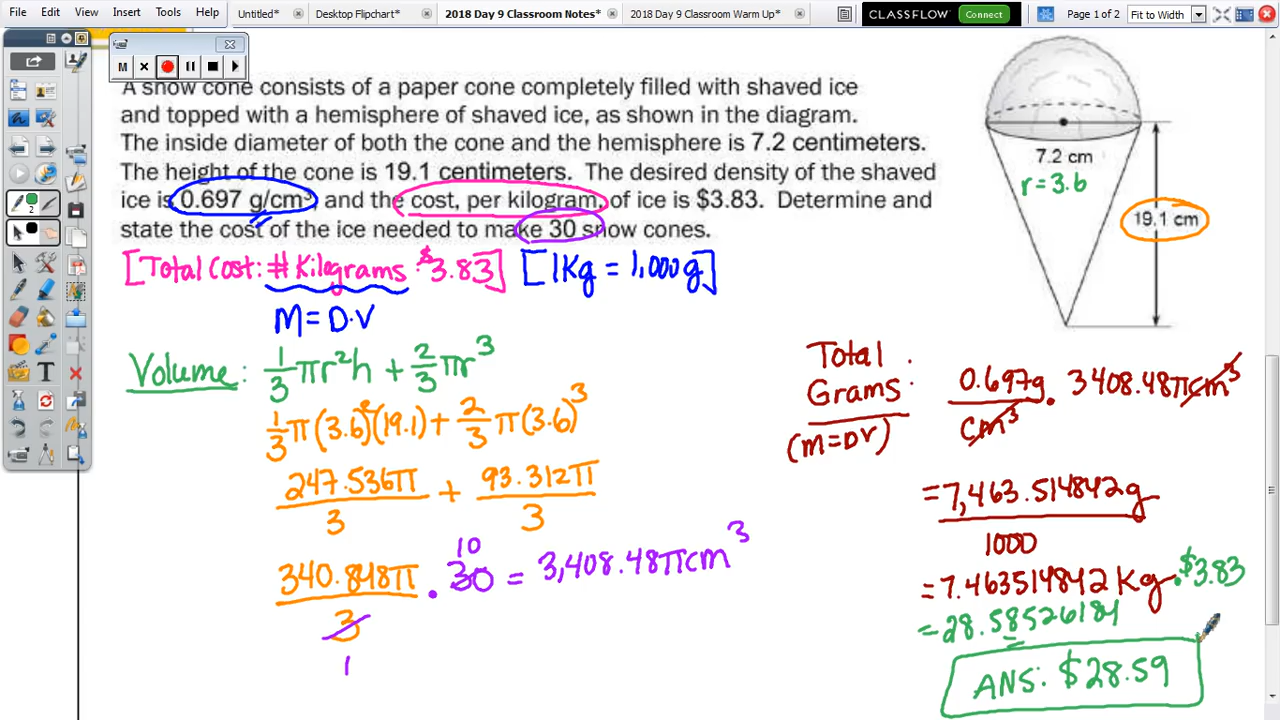 File Edit View Insert Tools Help
Untitled* Desktop Flipchart* 2018 Day 9 Classroom Notes* 2018 Day 9 Classroom Warm Up*
CLASSFLOW Connect Page 1 of 2 Fit to Width
M
A snow cone consists of a paper cone completely filled with shaved ice
and topped with a hemisphere of shaved ice, as shown in the diagram.
The inside diameter of both the cone and the hemisphere is 7.2 centimeters.
The height of the cone is 19.1 centimeters. The desired density of the shaved
ice is 0.697 g/cm³, and the cost, per kilogram, of ice is $3.83. Determine and
state the cost of the ice needed to make 30 snow cones.
7.2 cm
r = 3.6
19.1 cm
[Total Cost: # Kilograms · $3.83] [1Kg = 1,000g]
M = D·V
Volume: 1/3 πr²h + 2/3 πr³
1/3 π(3.6)²(19.1) + 2/3 π(3.6)³
247.536π/3 + 93.312π/3
10
340.848π/3 · 30 = 3,408.48πcm³
1
Total
Grams:
(M=DV)
0.697g/cm³ · 3408.48πcm³
= 7,463.514842g
1000
= 7.463514842 Kg · $3.83
= 28.58526184
ANS: $28.59
2
T